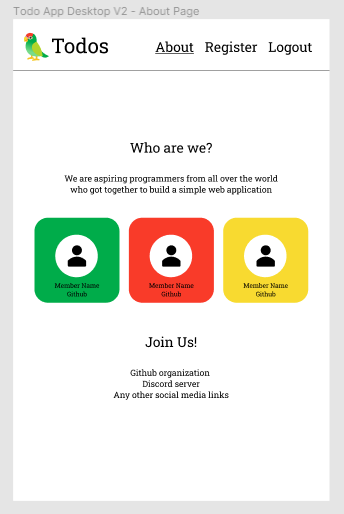 Todo App Desktop V2 - About Page
Todos About Register Logout
Who are we?
We are aspiring programmers from all over the world
who got together to build a simple web application
Member Name Member Name Member Name
Github Github Github
Join Us!
Github organization
Discord server
Any other social media links